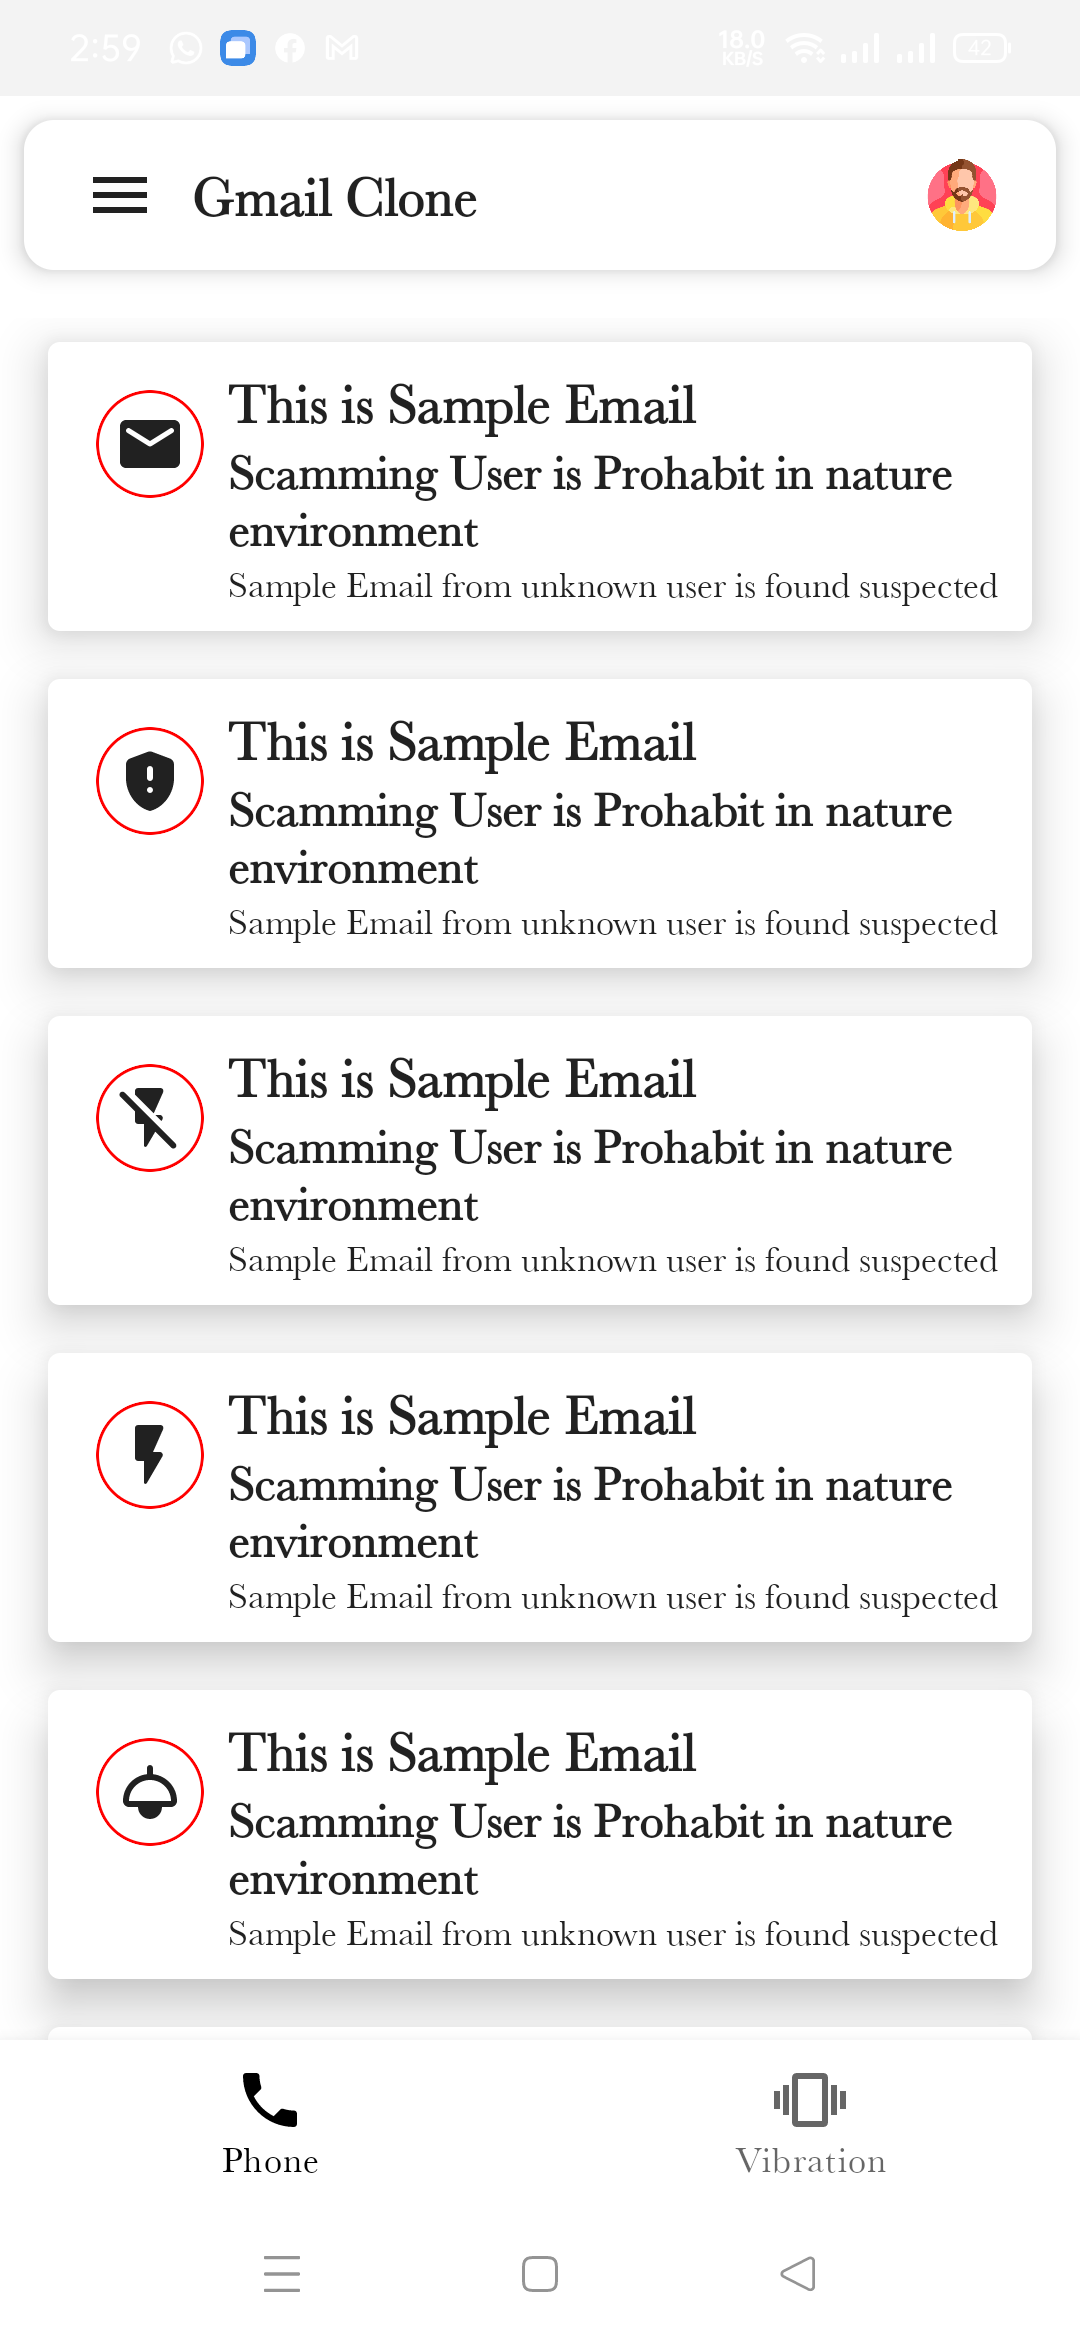 2:59
18.0
KB/S
42
Gmail Clone
This is Sample Email
Scamming User is Prohabit in nature
environment
Sample Email from unknown user is found suspected
This is Sample Email
Scamming User is Prohabit in nature
environment
Sample Email from unknown user is found suspected
This is Sample Email
Scamming User is Prohabit in nature
environment
Sample Email from unknown user is found suspected
This is Sample Email
Scamming User is Prohabit in nature
environment
Sample Email from unknown user is found suspected
This is Sample Email
Scamming User is Prohabit in nature
environment
Sample Email from unknown user is found suspected
Phone
Vibration